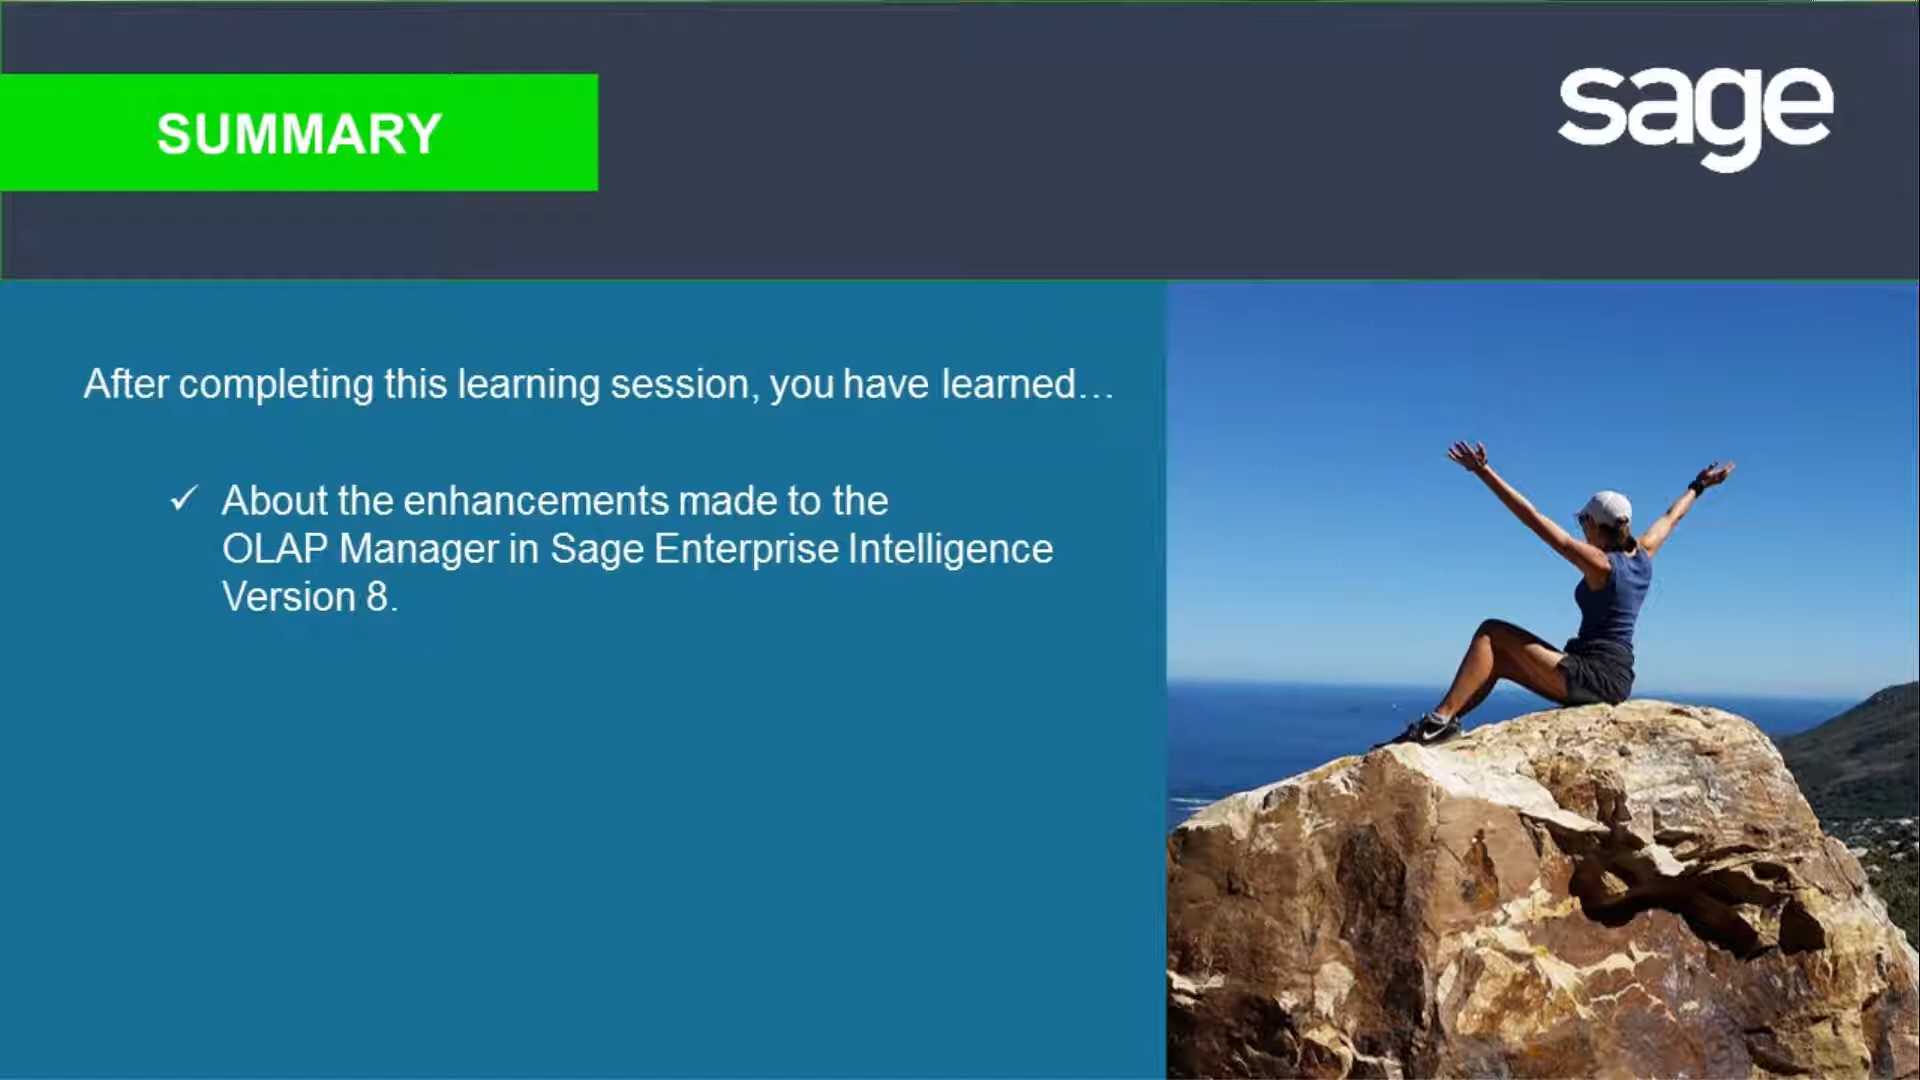 SUMMARY
sage
After completing this learning session, you have learned…
✓ About the enhancements made to the
OLAP Manager in Sage Enterprise Intelligence
Version 8.